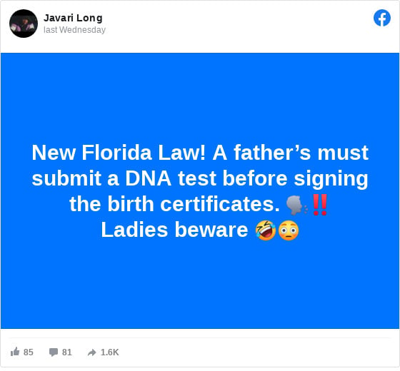 Javari Long
last Wednesday
New Florida Law! A father’s must
submit a DNA test before signing
the birth certificates. 🗣‼️
Ladies beware 🤣😳
85 81 1.6K